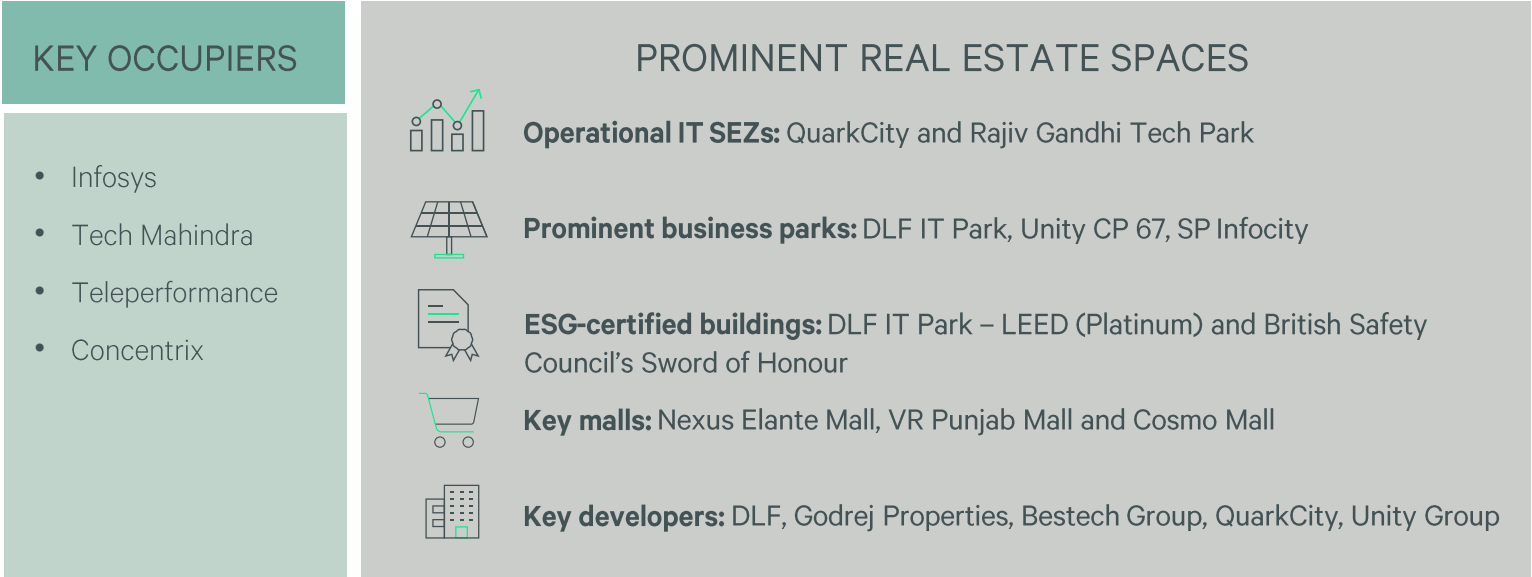 KEY OCCUPIERS
• Infosys
• Tech Mahindra
• Teleperformance
• Concentrix
PROMINENT REAL ESTATE SPACES
Operational IT SEZs: QuarkCity and Rajiv Gandhi Tech Park
Prominent business parks: DLF IT Park, Unity CP 67, SP Infocity
ESG-certified buildings: DLF IT Park – LEED (Platinum) and British Safety
Council’s Sword of Honour
Key malls: Nexus Elante Mall, VR Punjab Mall and Cosmo Mall
Key developers: DLF, Godrej Properties, Bestech Group, QuarkCity, Unity Group